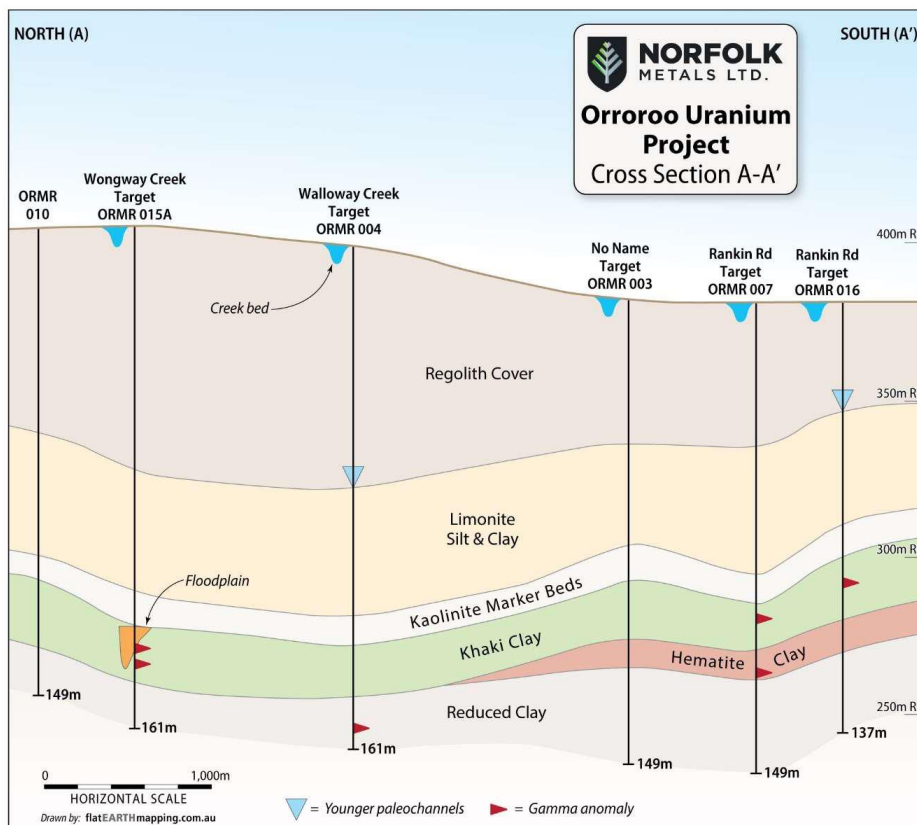 NORTH (A)
SOUTH (A')
NORFOLK
METALS LTD.
Orroroo Uranium
Project
Cross Section A-A'
ORMR
010
Wongway Creek
Target
ORMR 015A
Walloway Creek
Target
ORMR 004
No Name
Target
ORMR 003
Rankin Rd
Target
ORMR 007
Rankin Rd
Target
ORMR 016
400m R
Creek bed
Regolith Cover
350m R
Limonite
Silt & Clay
300m R
Floodplain
Kaolinite Marker Beds
Khaki Clay
Hematite Clay
Reduced Clay
250m R
149m
161m
161m
149m
149m
137m
0 1,000m
HORIZONTAL SCALE
= Younger paleochannels
= Gamma anomaly
Drawn by: flatEARTHmapping.com.au